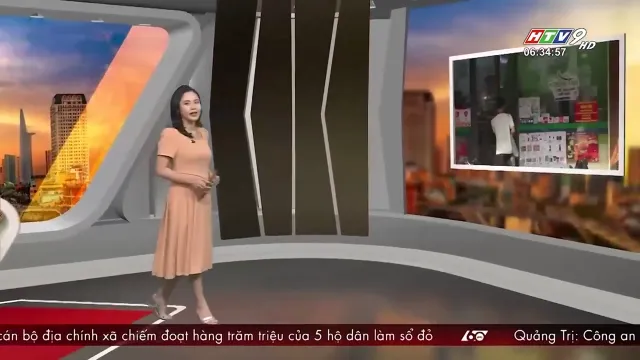 HTV9 HD
06:34:57
cán bộ địa chính xã chiếm đoạt hàng trăm triệu của 5 hộ dân làm sổ đỏ
60 Quảng Trị: Công an